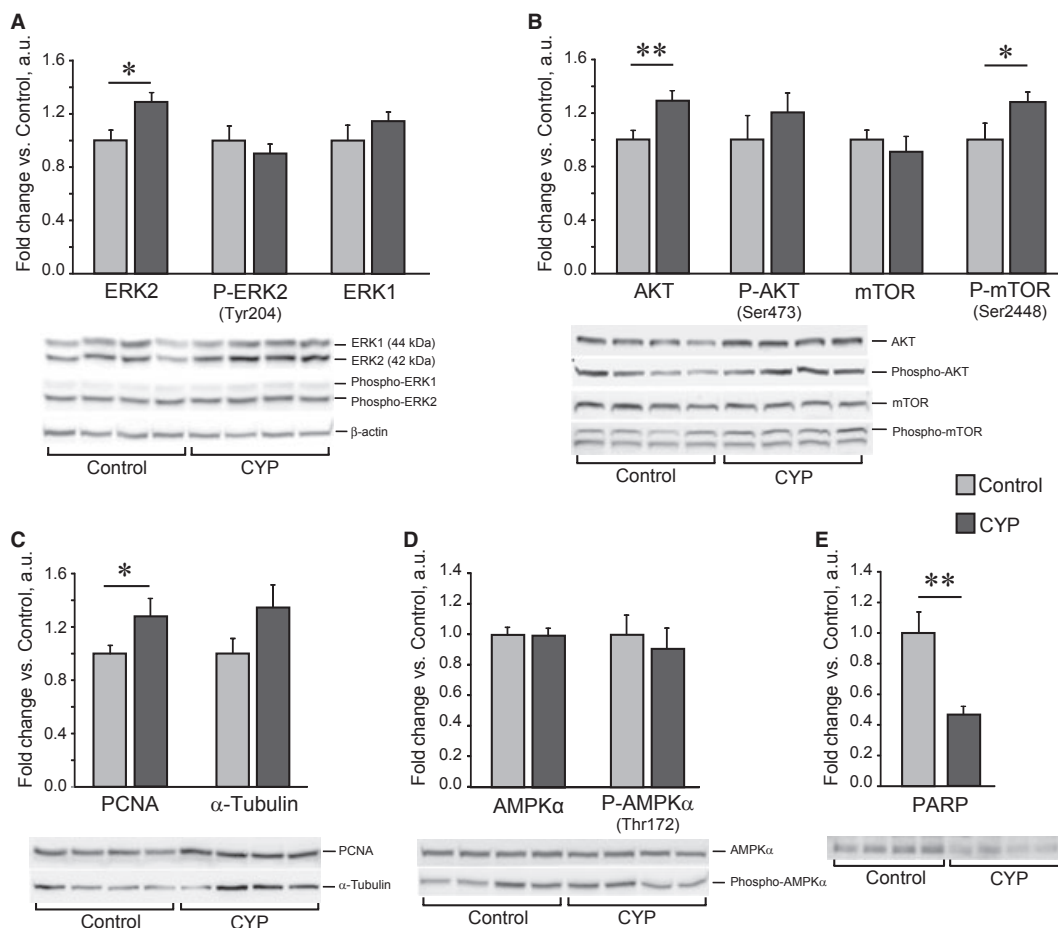 A
Fold change vs. Control, a.u.
1.6
1.2
1.0
0.8
0.4
0.0
*
ERK2
P-ERK2
(Tyr204)
ERK1
ERK1 (44 kDa)
ERK2 (42 kDa)
Phospho-ERK1
Phospho-ERK2
β-actin
Control
CYP
B
Fold change vs. Control, a.u.
1.6
1.2
1.0
0.8
0.4
0.0
**
*
AKT
P-AKT
(Ser473)
mTOR
P-mTOR
(Ser2448)
AKT
Phospho-AKT
mTOR
Phospho-mTOR
Control
CYP
Control
CYP
C
Fold change vs. Control, a.u.
1.6
1.2
1.0
0.8
0.4
0.0
*
PCNA
α-Tubulin
PCNA
α-Tubulin
Control
CYP
D
Fold change vs. Control, a.u.
1.4
1.2
1.0
0.8
0.6
0.4
0.2
0.0
AMPKα
P-AMPKα
(Thr172)
AMPKα
Phospho-AMPKα
Control
CYP
E
Fold change vs. Control, a.u.
1.4
1.2
1.0
0.8
0.6
0.4
0.2
0.0
**
PARP
Control
CYP